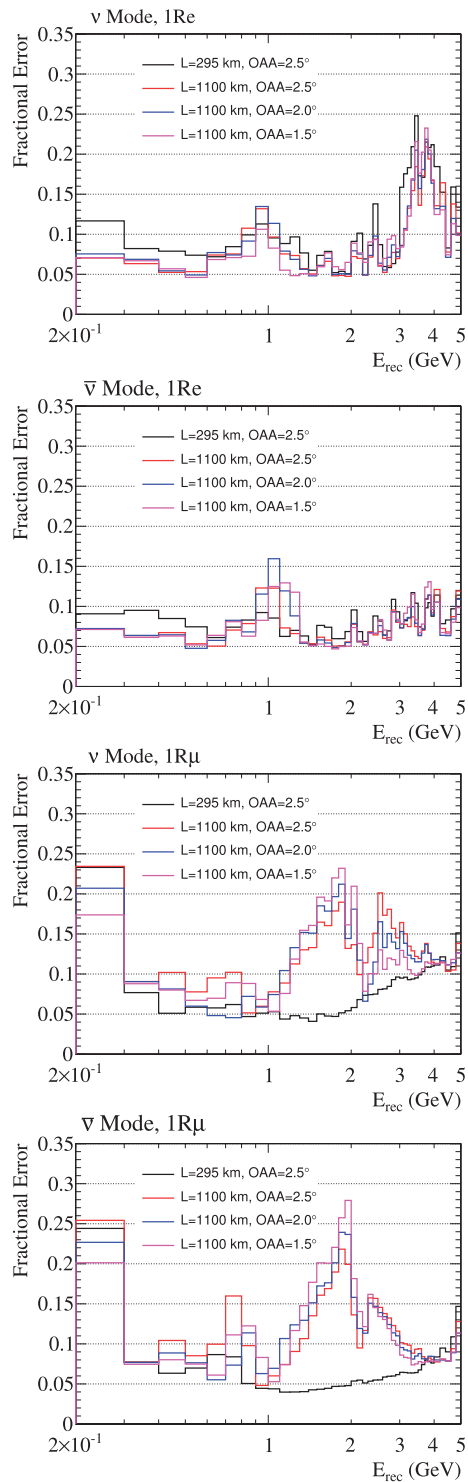 ν Mode, 1Re
Fractional Error
0.35
0.3
0.25
0.2
0.15
0.1
0.05
0
L=295 km, OAA=2.5°
L=1100 km, OAA=2.5°
L=1100 km, OAA=2.0°
L=1100 km, OAA=1.5°
2×10⁻¹ 1 2 3 4 5
E_rec (GeV)
ν̅ Mode, 1Re
Fractional Error
0.35
0.3
0.25
0.2
0.15
0.1
0.05
0
L=295 km, OAA=2.5°
L=1100 km, OAA=2.5°
L=1100 km, OAA=2.0°
L=1100 km, OAA=1.5°
2×10⁻¹ 1 2 3 4 5
E_rec (GeV)
ν Mode, 1Rμ
Fractional Error
0.35
0.3
0.25
0.2
0.15
0.1
0.05
0
L=295 km, OAA=2.5°
L=1100 km, OAA=2.5°
L=1100 km, OAA=2.0°
L=1100 km, OAA=1.5°
2×10⁻¹ 1 2 3 4 5
E_rec (GeV)
ν̅ Mode, 1Rμ
Fractional Error
0.35
0.3
0.25
0.2
0.15
0.1
0.05
0
L=295 km, OAA=2.5°
L=1100 km, OAA=2.5°
L=1100 km, OAA=2.0°
L=1100 km, OAA=1.5°
2×10⁻¹ 1 2 3 4 5
E_rec (GeV)